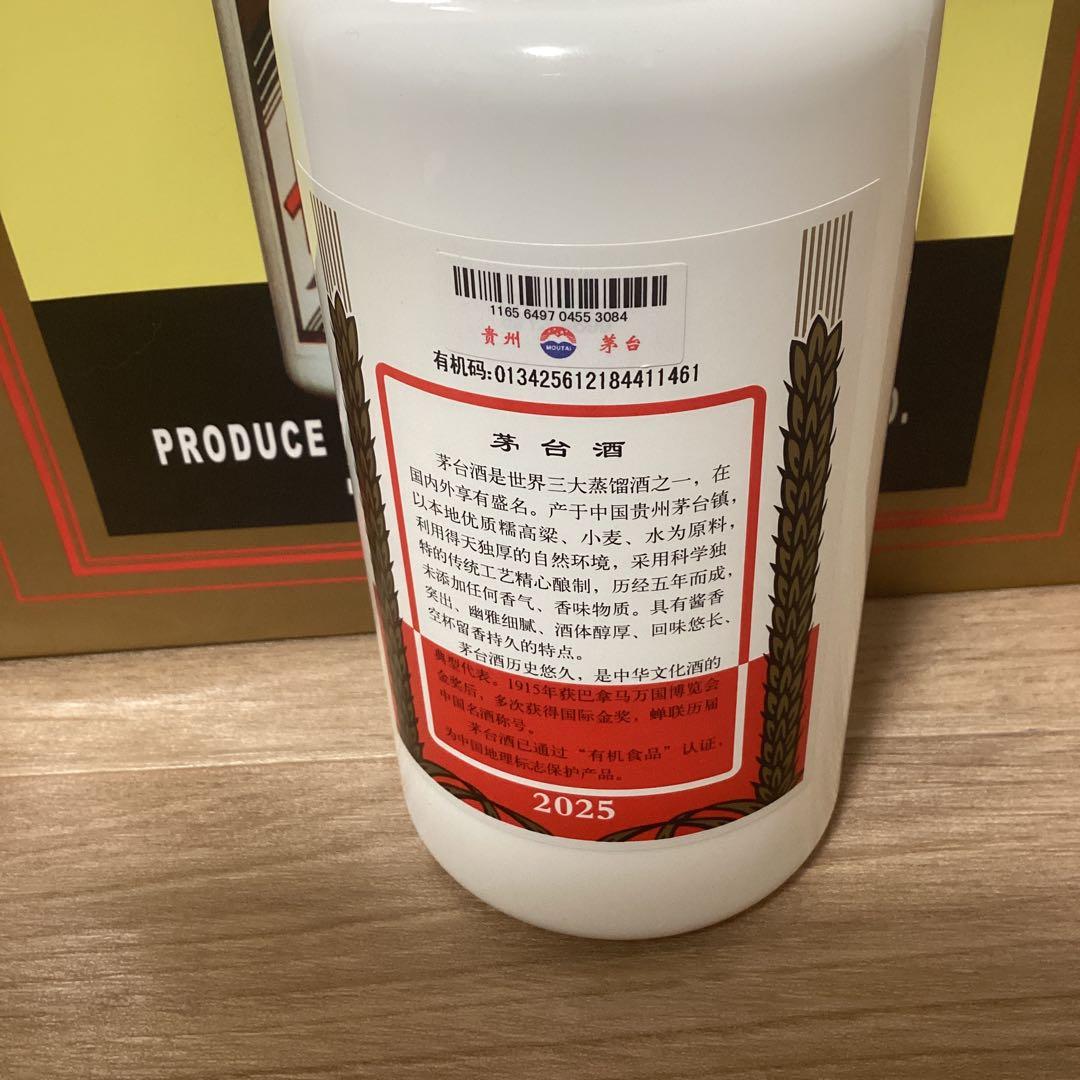 1165 6497 0455 3084
贵州 MOUTAI 茅台
有机码:013425612184411461
茅台酒
茅台酒是世界三大蒸馏酒之一，在
国内外享有盛名。产于中国贵州茅台镇，
以本地优质糯高粱、小麦、水为原料，
利用得天独厚的自然环境，采用科学独
特的传统工艺精心酿制，历经五年而成，
未添加任何香气、香味物质。具有酱香
突出、幽雅细腻、酒体醇厚、回味悠长、
空杯留香持久的特点。
茅台酒历史悠久，是中华文化酒的
典型代表。1915年获巴拿马万国博览会
金奖后，多次获得国际金奖，蝉联历届
中国名酒称号。
茅台酒已通过“有机食品”认证，
为中国地理标志保护产品。
2025
PRODUCE